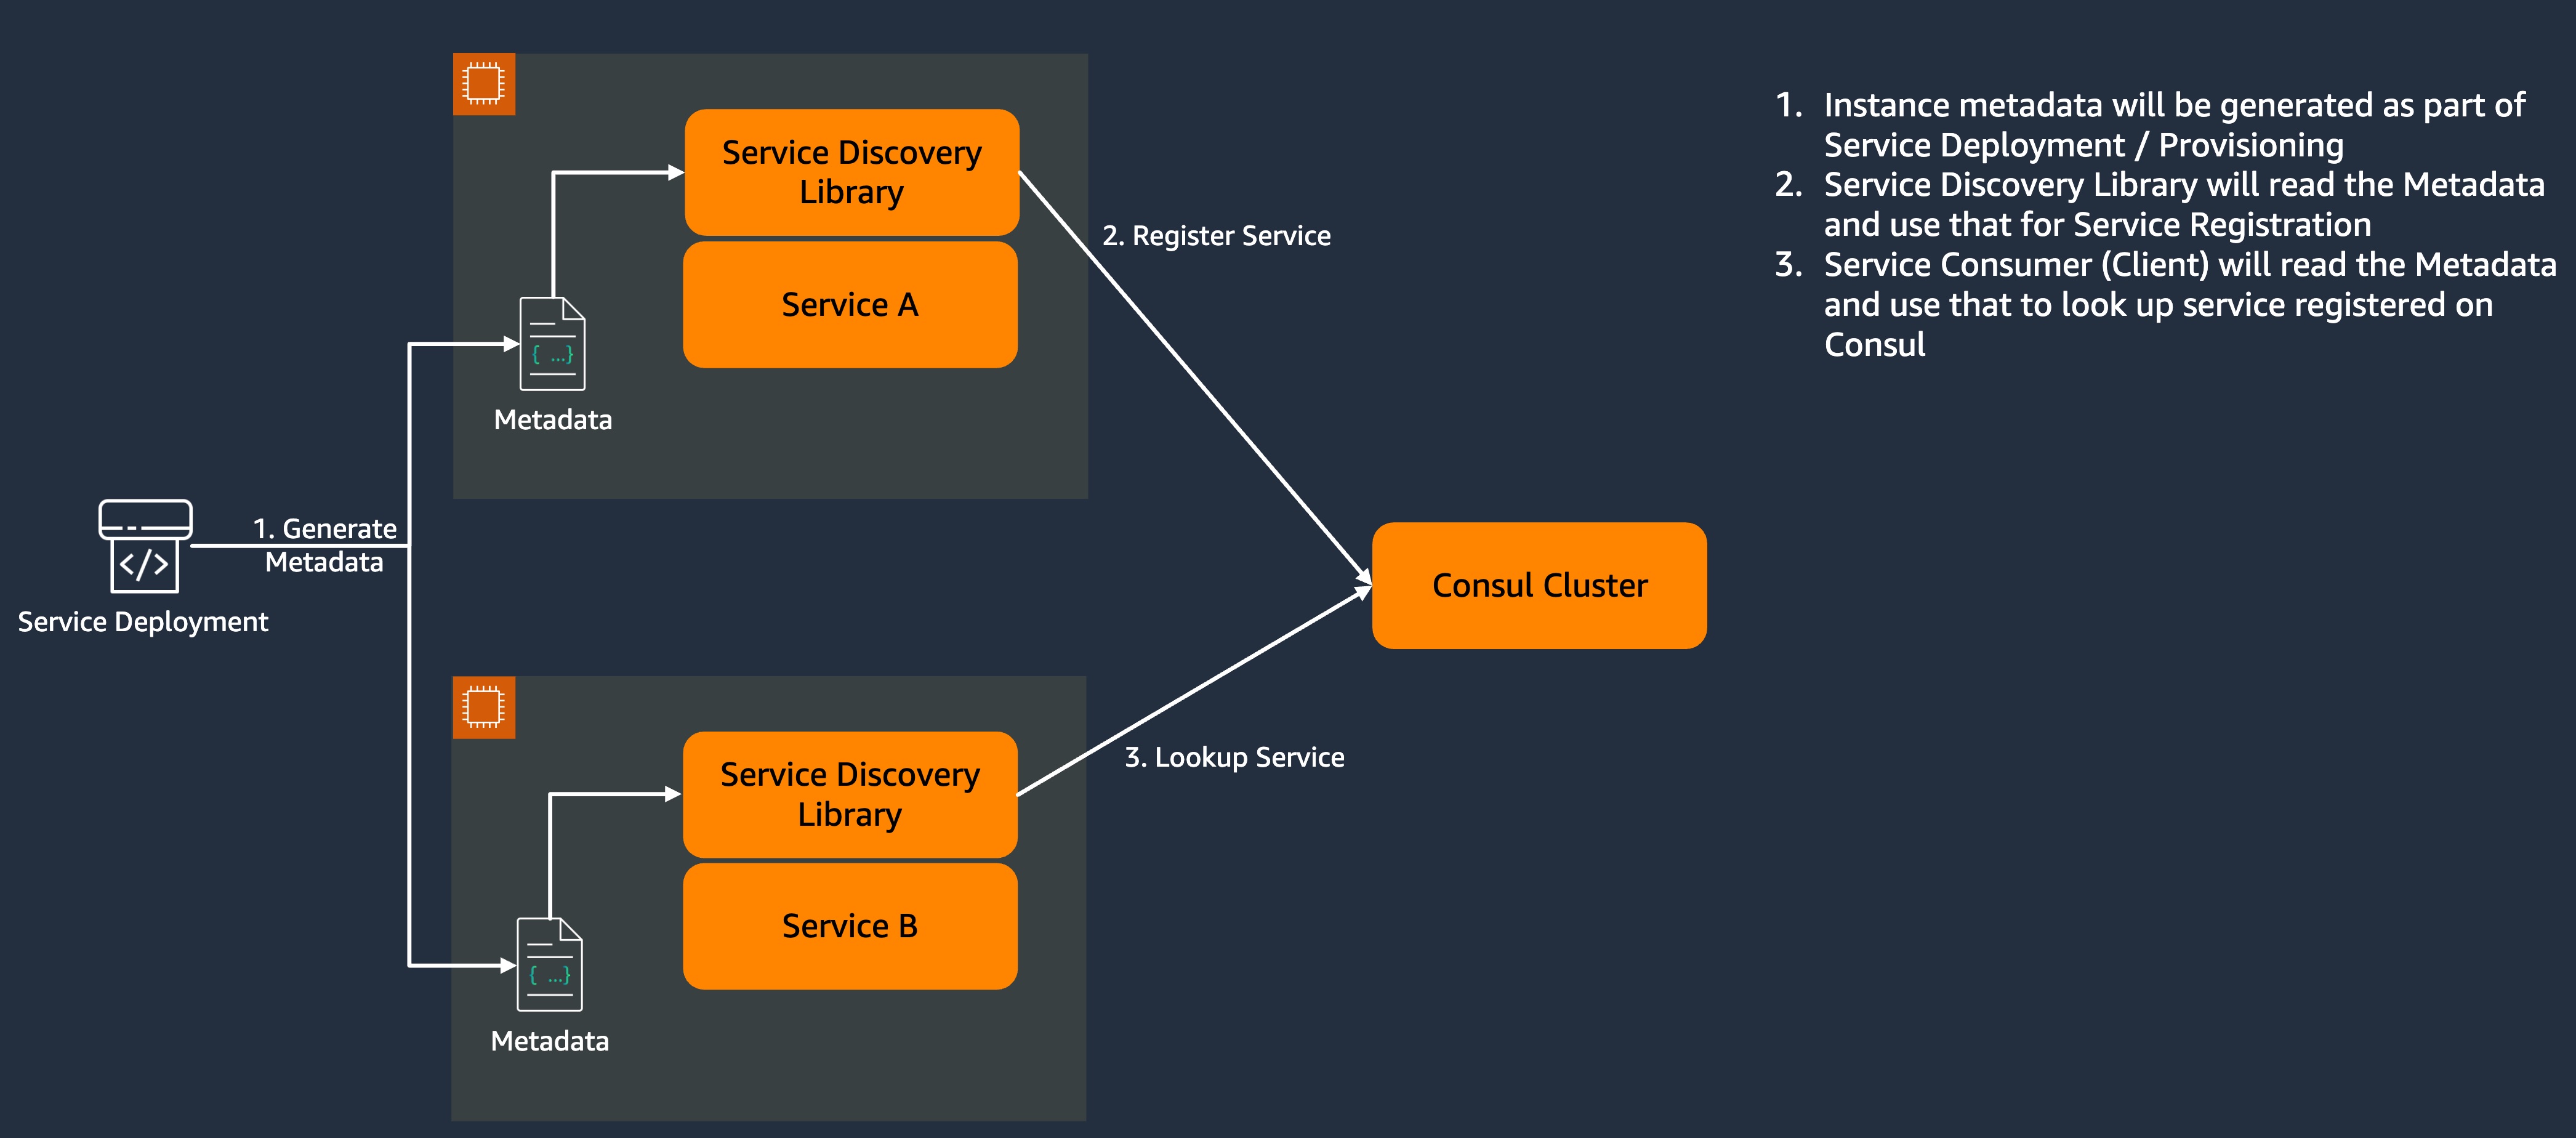 Service Discovery
Library
Service A
{ ...}
Metadata
2. Register Service
1. Generate
Metadata
Service Deployment
Consul Cluster
Service Discovery
Library
Service B
{ ...}
Metadata
3. Lookup Service
</>
1. Instance metadata will be generated as part of
Service Deployment / Provisioning
2. Service Discovery Library will read the Metadata
and use that for Service Registration
3. Service Consumer (Client) will read the Metadata
and use that to look up service registered on
Consul